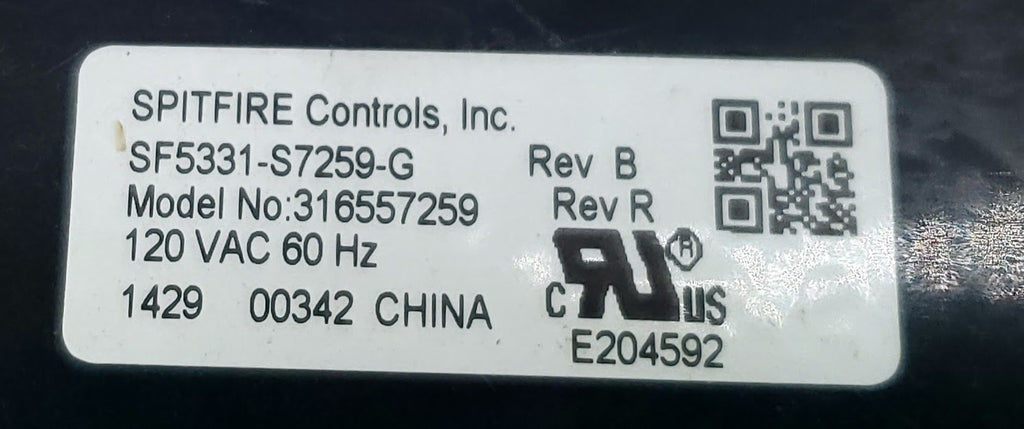 SPITFIRE Controls, Inc.
SF5331-S7259-G Rev B
Model No:316557259 Rev R
120 VAC 60 Hz
1429 00342 CHINA
C RU ® US
E204592